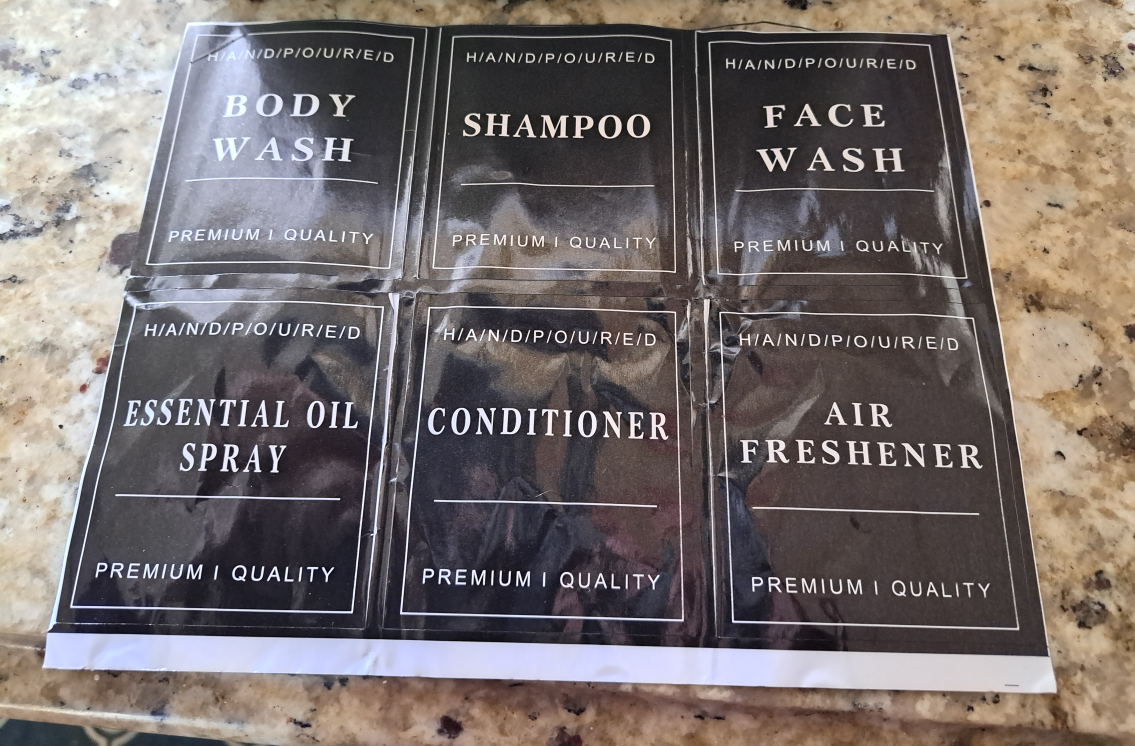 H/A/N/D/P/O/U/R/E/D
BODY
WASH
PREMIUM | QUALITY
H/A/N/D/P/O/U/R/E/D
SHAMPOO
PREMIUM | QUALITY
H/A/N/D/P/O/U/R/E/D
FACE
WASH
PREMIUM | QUALITY
H/A/N/D/P/O/U/R/E/D
ESSENTIAL OIL
SPRAY
PREMIUM | QUALITY
H/A/N/D/P/O/U/R/E/D
CONDITIONER
PREMIUM | QUALITY
H/A/N/D/P/O/U/R/E/D
AIR
FRESHENER
PREMIUM | QUALITY